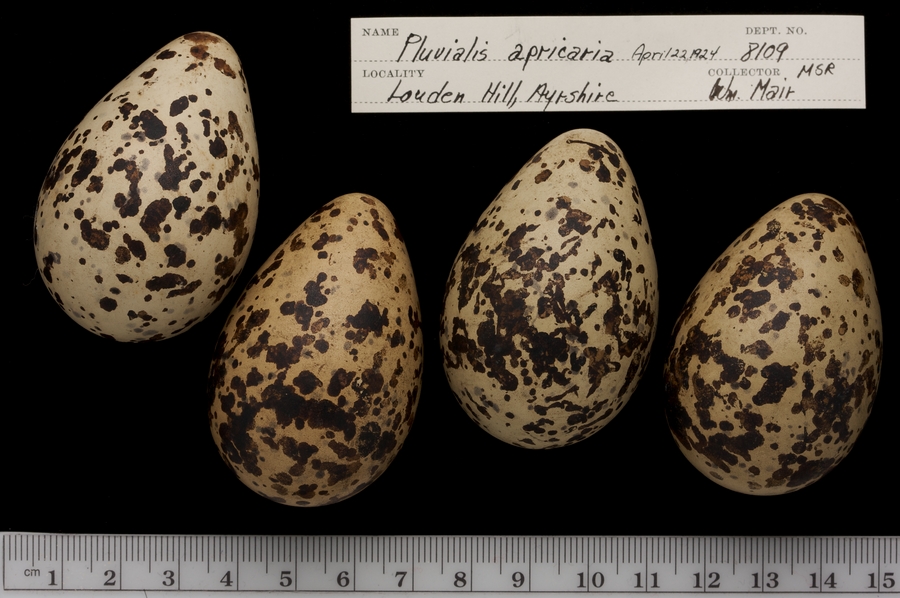 NAME Pluvialis apricaria April 22 1924 DEPT. NO. 8109
LOCALITY Louden Hill, Ayrshire COLLECTOR MSR Wm. Mair
cm 1 2 3 4 5 6 7 8 9 10 11 12 13 14 15